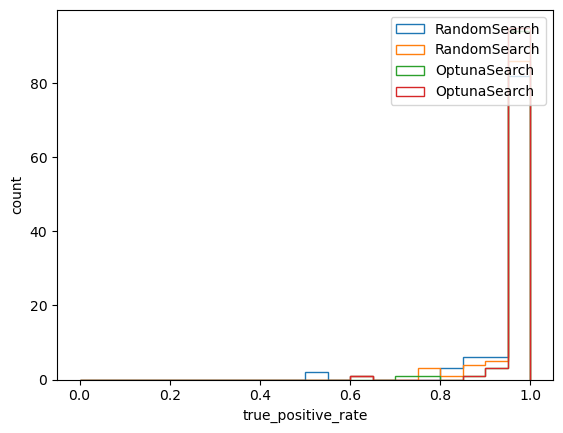 RandomSearch
RandomSearch
OptunaSearch
OptunaSearch
count
80
60
40
20
0
0.0 0.2 0.4 0.6 0.8 1.0
true_positive_rate